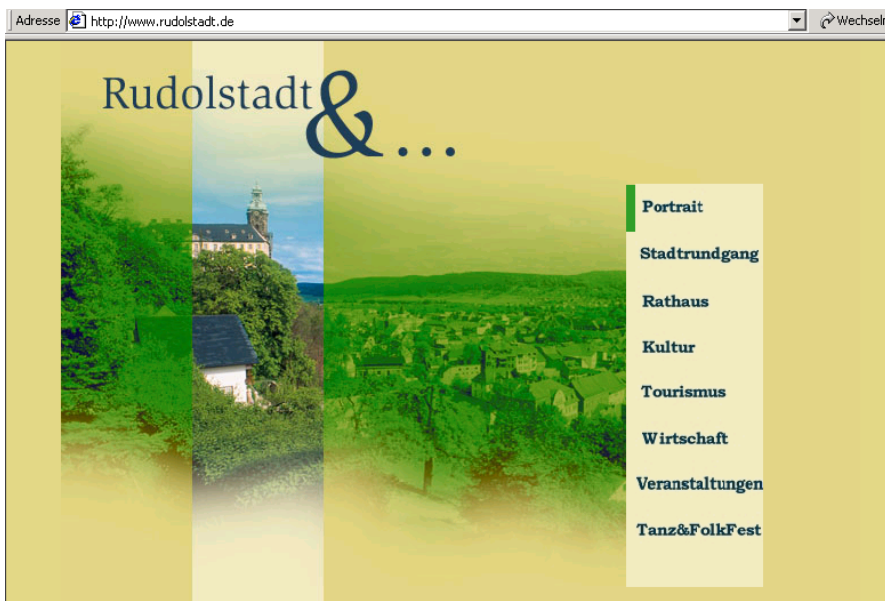 Adresse http://www.rudolstadt.de Wechseln
Rudolstadt& ...
Portrait
Stadtrundgang
Rathaus
Kultur
Tourismus
Wirtschaft
Veranstaltungen
Tanz&FolkFest